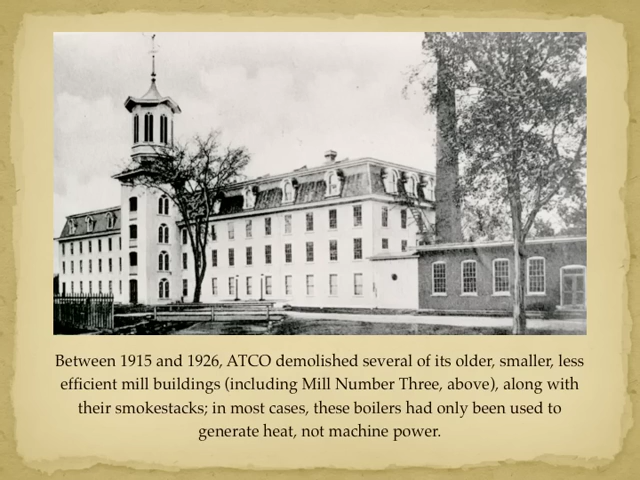 Between 1915 and 1926, ATCO demolished several of its older, smaller, less
efficient mill buildings (including Mill Number Three, above), along with
their smokestacks; in most cases, these boilers had only been used to
generate heat, not machine power.